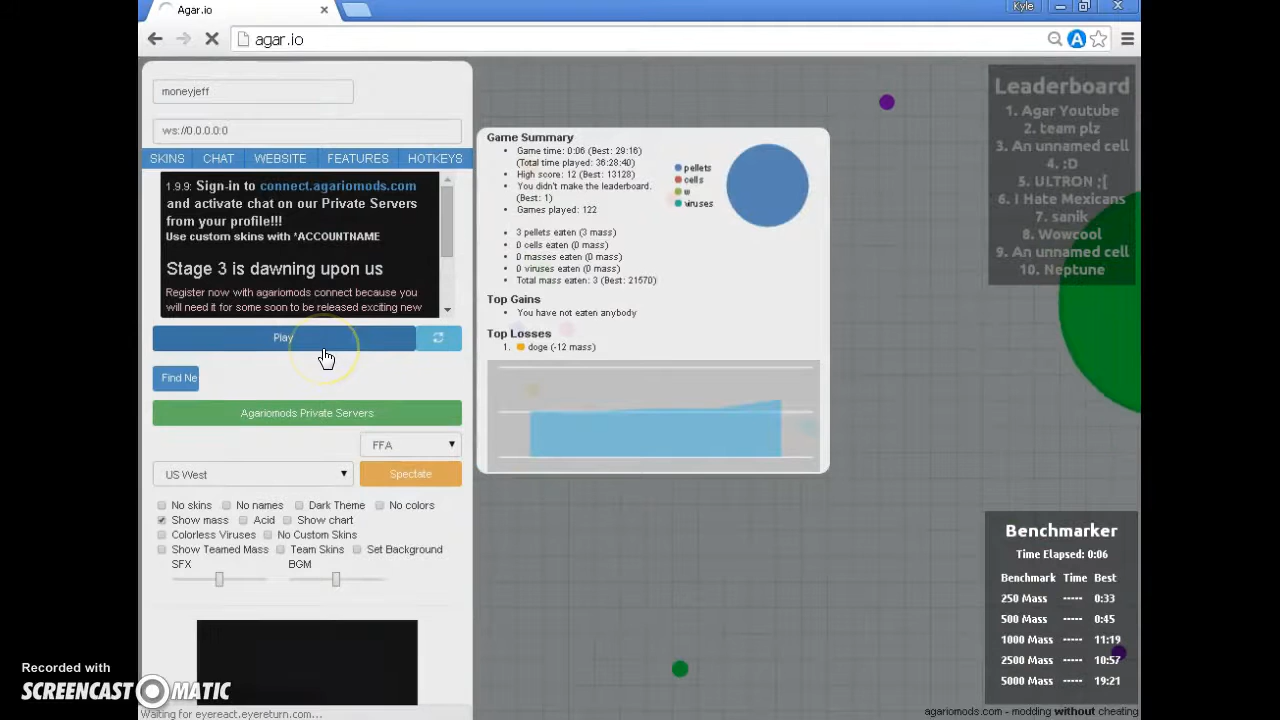 Agar.io
Kyle
agar.io
moneyjeff
ws://0.0.0.0:0
SKINS CHAT WEBSITE FEATURES HOTKEYS
1.9.9: Sign-in to connect.agariomods.com
and activate chat on our Private Servers
from your profile!!!
Use custom skins with *ACCOUNTNAME
Stage 3 is dawning upon us
Register now with agariomods connect because you
will need it for some soon to be released exciting new
Play
Find Ne
Agariomods Private Servers
FFA
US West
Spectate
No skins No names Dark Theme No colors
Show mass Acid Show chart
Colorless Viruses No Custom Skins
Show Teamed Mass Team Skins Set Background
SFX BGM
Waiting for eyereact.eyereturn.com...
Game Summary
Game time: 0:06 (Best: 29:16)
(Total time played: 36:28:40)
High score: 12 (Best: 13128)
You didn't make the leaderboard.
(Best: 1)
Games played: 122
pellets
cells
w
viruses
3 pellets eaten (3 mass)
0 cells eaten (0 mass)
0 masses eaten (0 mass)
0 viruses eaten (0 mass)
Total mass eaten: 3 (Best: 21570)
Top Gains
You have not eaten anybody
Top Losses
1. doge (-12 mass)
Leaderboard
1. Agar Youtube
2. team plz
3. An unnamed cell
4. :D
5. ULTRON ;[
6. I Hate Mexicans
7. sanik
8. Wowcool
9. An unnamed cell
10. Neptune
Benchmarker
Time Elapsed: 0:06
Benchmark Time Best
250 Mass ----- 0:33
500 Mass ----- 0:45
1000 Mass ----- 11:19
2500 Mass ----- 10:57
5000 Mass ----- 19:21
agariomods.com - modding without cheating
Recorded with
SCREENCAST MATIC